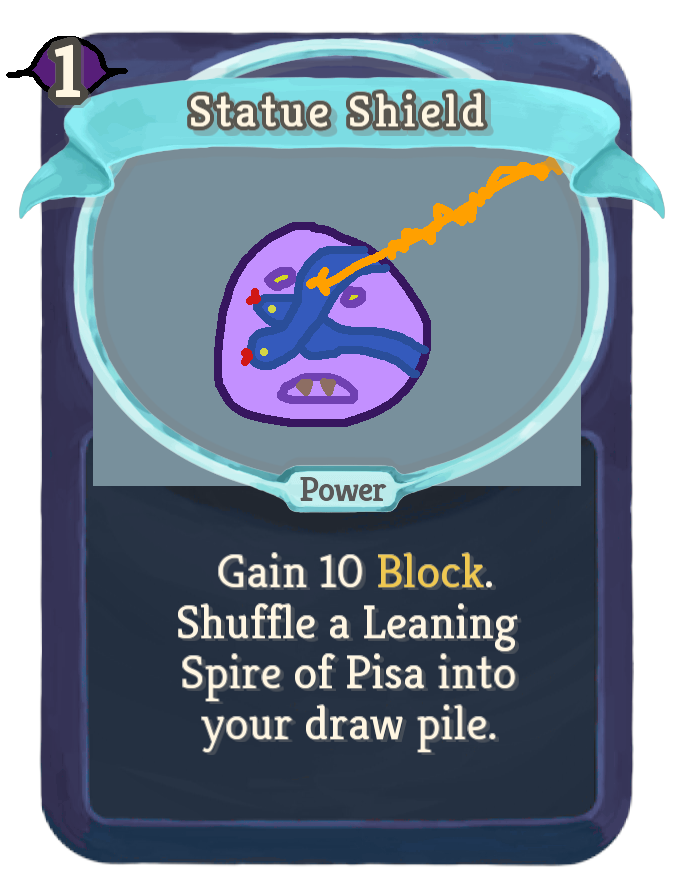 1
Statue Shield
Power
Gain 10 Block.
Shuffle a Leaning
Spire of Pisa into
your draw pile.